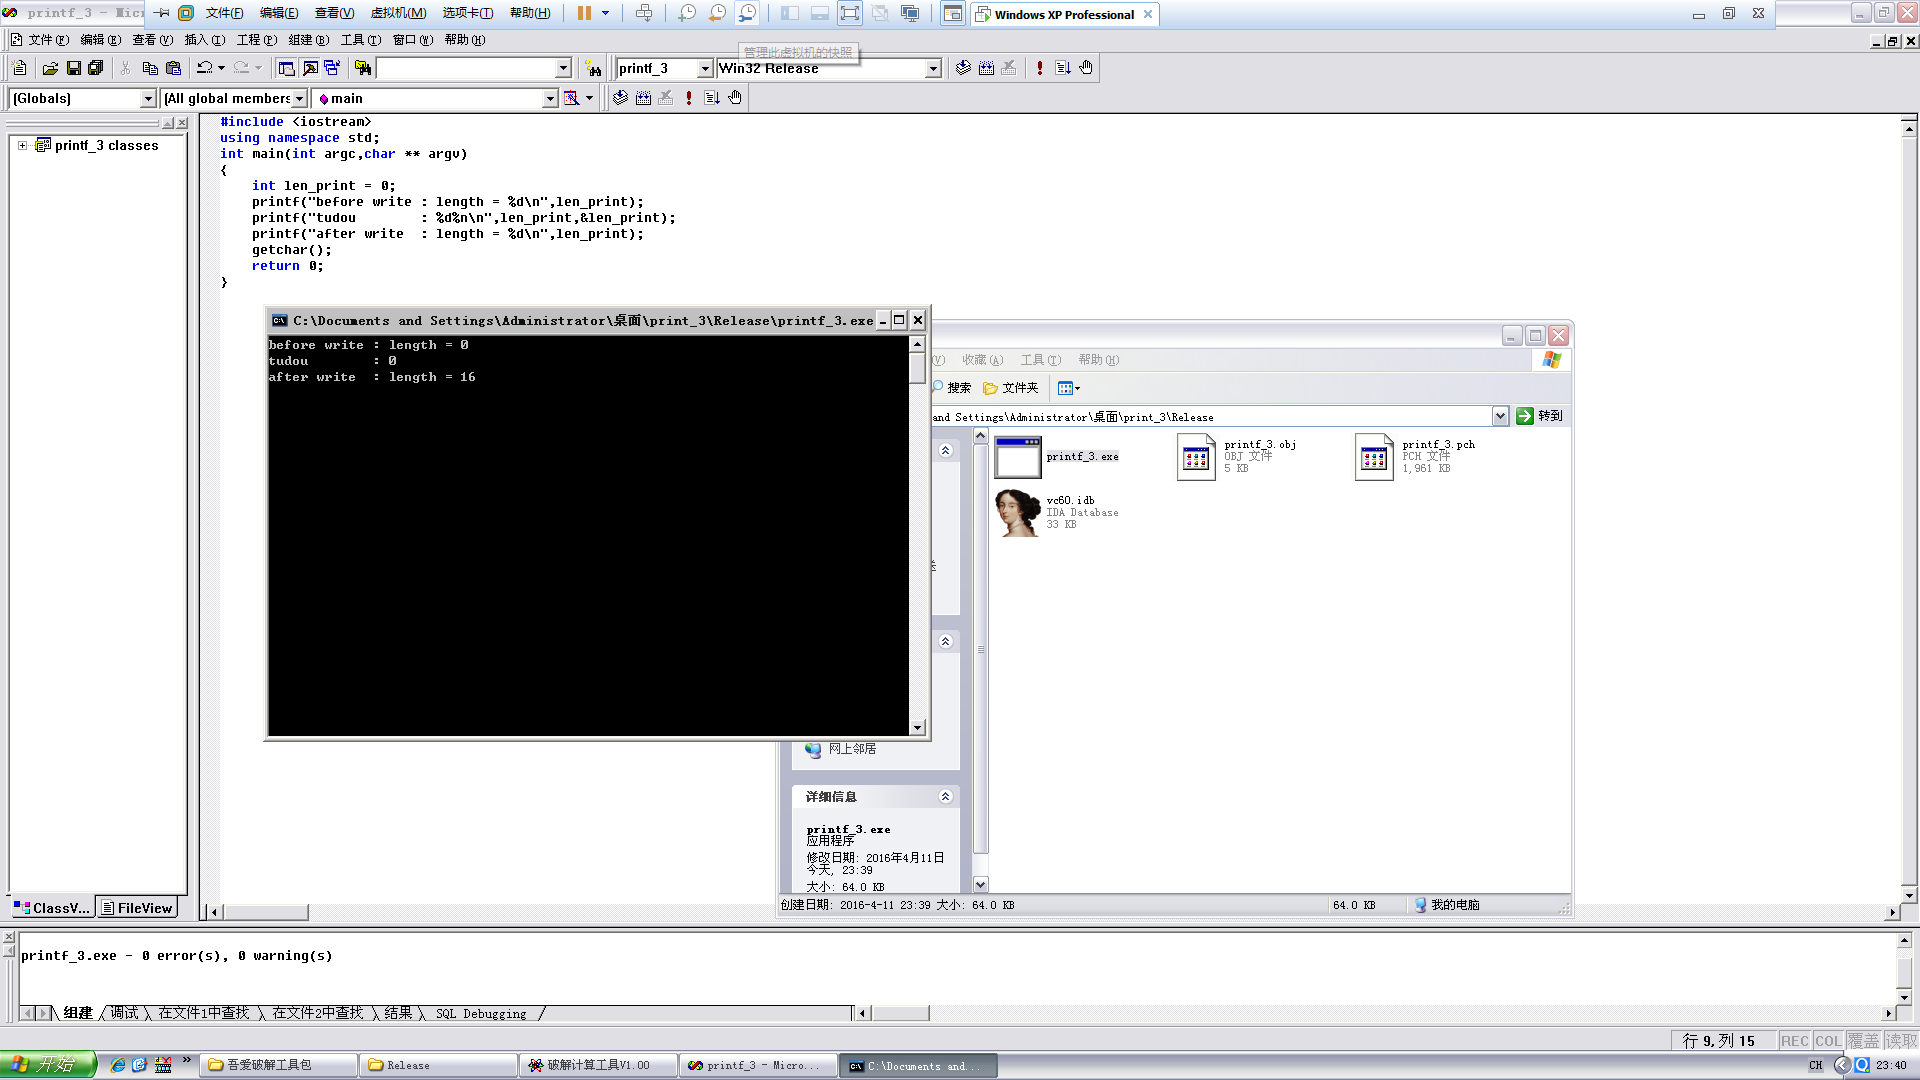 printf_3 - Micr
文件(F) 编辑(E) 查看(V) 虚拟机(M) 选项卡(T) 帮助(H)
Windows XP Professional
文件(F) 编辑(E) 查看(V) 插入(I) 工程(P) 组建(B) 工具(T) 窗口(W) 帮助(H)
管理此虚拟机的快照
printf_3 Win32 Release
(Globals) (All global members main
printf_3 classes
#include <iostream>
using namespace std;
int main(int argc,char ** argv)
{
    int len_print = 0;
    printf("before write : length = %d\n",len_print);
    printf("tudou        : %d%n\n",len_print,&len_print);
    printf("after write  : length = %d\n",len_print);
    getchar();
    return 0;
}
C:\Documents and Settings\Administrator\桌面\print_3\Release\printf_3.exe
before write : length = 0
tudou        : 0
after write  : length = 16
(V) 收藏(A) 工具(T) 帮助(H)
搜索 文件夹
and Settings\Administrator\桌面\print_3\Release 转到
printf_3.exe
printf_3.obj
OBJ 文件
5 KB
printf_3.pch
PCH 文件
1,961 KB
vc60.idb
IDA Database
33 KB
网上邻居
详细信息
printf_3.exe
应用程序
修改日期: 2016年4月11日
今天, 23:39
大小: 64.0 KB
创建日期: 2016-4-11 23:39 大小: 64.0 KB 64.0 KB 我的电脑
ClassV... FileView
printf_3.exe - 0 error(s), 0 warning(s)
组建 调试 在文件1中查找 在文件2中查找 结果 SQL Debugging
行 9,列 15 REC COL 覆盖 读取
开始 吾爱破解工具包 Release 破解计算工具V1.00 printf_3 - Micro... C:\Documents and... CH 23:40